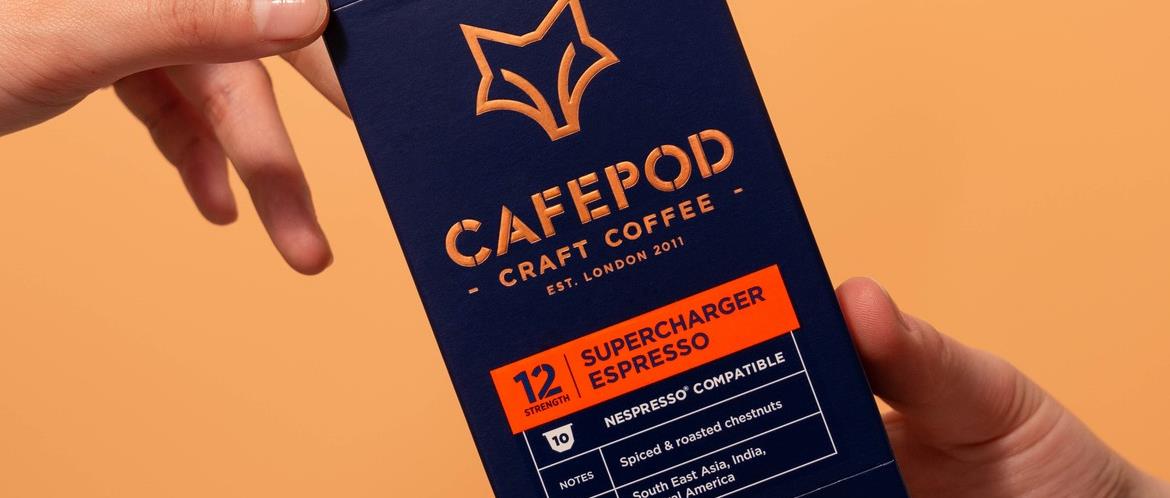 CAFEPOD
- CRAFT COFFEE -
EST. LONDON 2011
12
STRENGTH
SUPERCHARGER
ESPRESSO
10
NESPRESSO® COMPATIBLE
NOTES
Spiced & roasted chestnuts
South East Asia, India,
America